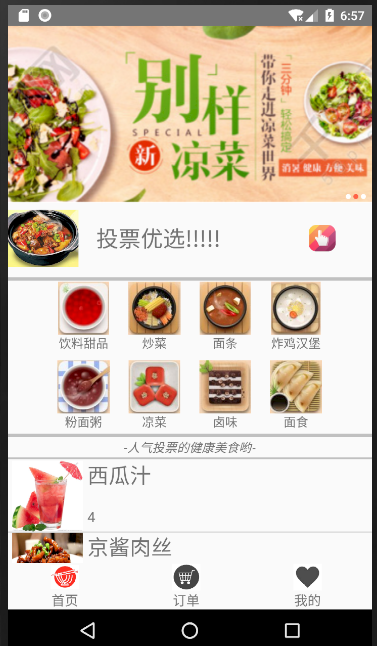 6:57
别样
SPECIAL
新 凉菜
带你走进凉菜世界
「三分钟」轻松搞定
消暑 健康 方便 美味
投票优选!!!!!
饮料甜品 炒菜 面条 炸鸡汉堡
粉面粥 凉菜 卤味 面食
-人气投票的健康美食哟-
西瓜汁
4
京酱肉丝
首页 订单 我的